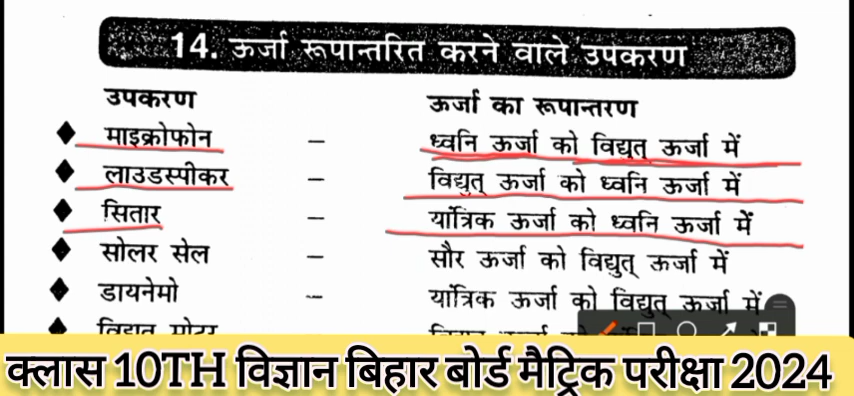 14. ऊर्जा रूपान्तरित करने वाले उपकरण
उपकरण ऊर्जा का रूपान्तरण
♦ माइक्रोफोन – ध्वनि ऊर्जा को विद्युत् ऊर्जा में
♦ लाउडस्पीकर – विद्युत् ऊर्जा को ध्वनि ऊर्जा में
♦ सितार – यांत्रिक ऊर्जा को ध्वनि ऊर्जा में
♦ सोलर सेल – सौर ऊर्जा को विद्युत् ऊर्जा में
♦ डायनेमो – यांत्रिक ऊर्जा को विद्युत् ऊर्जा में
क्लास 10TH विज्ञान बिहार बोर्ड मैट्रिक परीक्षा 2024